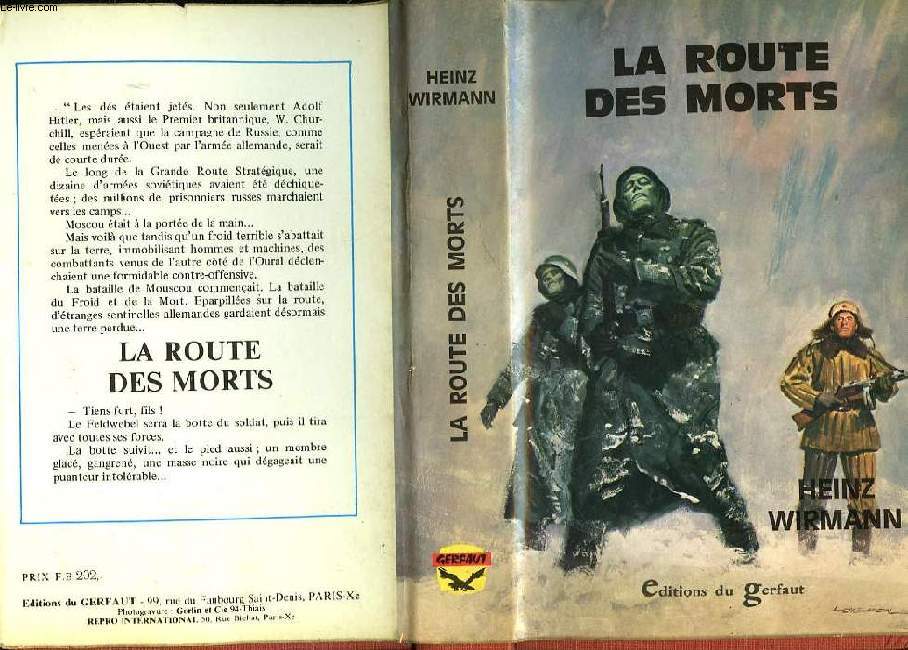 Le-livre.com
— “ Les dés étaient jetés. Non seulement Adolf
Hitler, mais aussi le Premier britannique, W. Chur-
chill, espéraient que la campagne de Russie, comme
celles menées à l'Ouest par l'armée allemande, serait
de courte durée.
Le long de la Grande Route Stratégique, une
dizaine d'armées soviétiques avaient été déchique-
tées ; des millions de prisonniers russes marchaient
vers les camps...
Moscou était à la portée de la main...
Mais voilà que tandis qu'un froid terrible s'abattait
sur la terre, immobilisant hommes et machines, des
combattants venus de l'autre côté de l'Oural déclen-
chaient une formidable contre-offensive.
La bataille de Mouscou commençait. La bataille
du Froid et de la Mort. Eparpillées sur la route,
d'étranges sentinelles allemandes gardaient désormais
une terre perdue...
LA ROUTE
DES MORTS
— Tiens fort, fils !
Le Feldwebel serra la botte du soldat, puis il tira
avec toutes ses forces.
La botte suivit... et le pied aussi ; un membre
glacé, gangrené, une masse noire qui dégageait une
puanteur intolérable...
PRIX F.B 202,-
Editions du GERFAUT - 99, rue du Faubourg Saint-Denis, PARIS-Xe
Photogravure : Gerlin et Cie 94-Thiais
REPRO INTERNATIONAL 50, Rue Bichat, Paris-Xe
HEINZ
WIRMANN
LA ROUTE DES MORTS
GERFAUT
LA ROUTE
DES MORTS
HEINZ
WIRMANN
editions du gerfaut